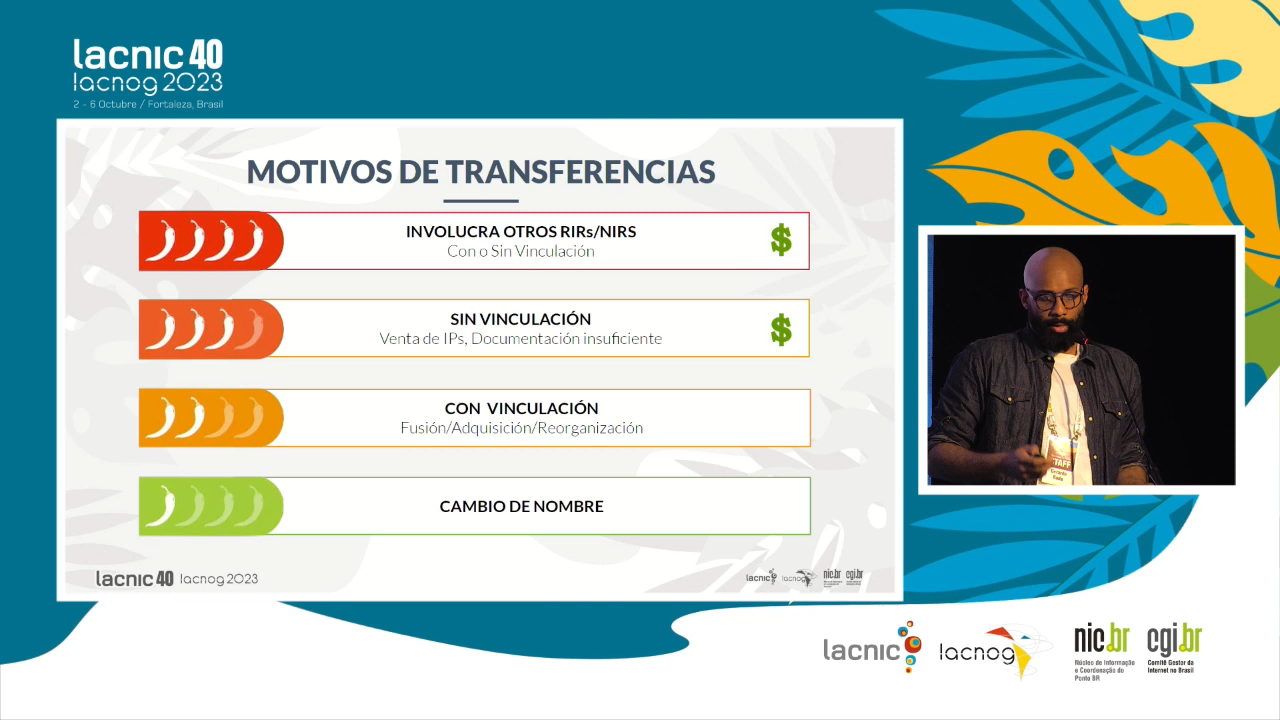 lacnic 40
lacnog 2023
2 - 6 Octubre / Fortaleza, Brasil
MOTIVOS DE TRANSFERENCIAS
INVOLUCRA OTROS RIRs/NIRS
Con o Sin Vinculación
$
SIN VINCULACIÓN
Venta de IPs, Documentación insuficiente
$
CON VINCULACIÓN
Fusión/Adquisición/Reorganización
CAMBIO DE NOMBRE
lacnic 40 lacnog 2023
lacnic lacnog nic.br cgi.br
TAFF
Gerardo
Rada
lacnic
lacnog
nic.br
Núcleo de Informação
e Coordenação do
Ponto BR
cgi.br
Comitê Gestor da
Internet no Brasil